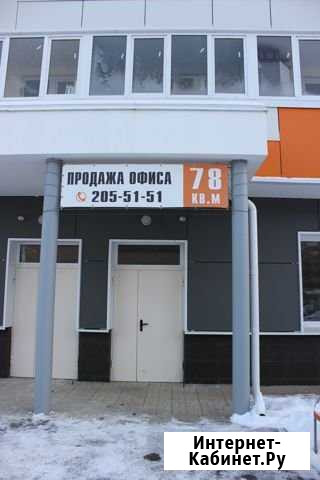 ПРОДАЖА ОФИСА
205-51-51
78
КВ.М
Интернет-
Кабинет.Ру